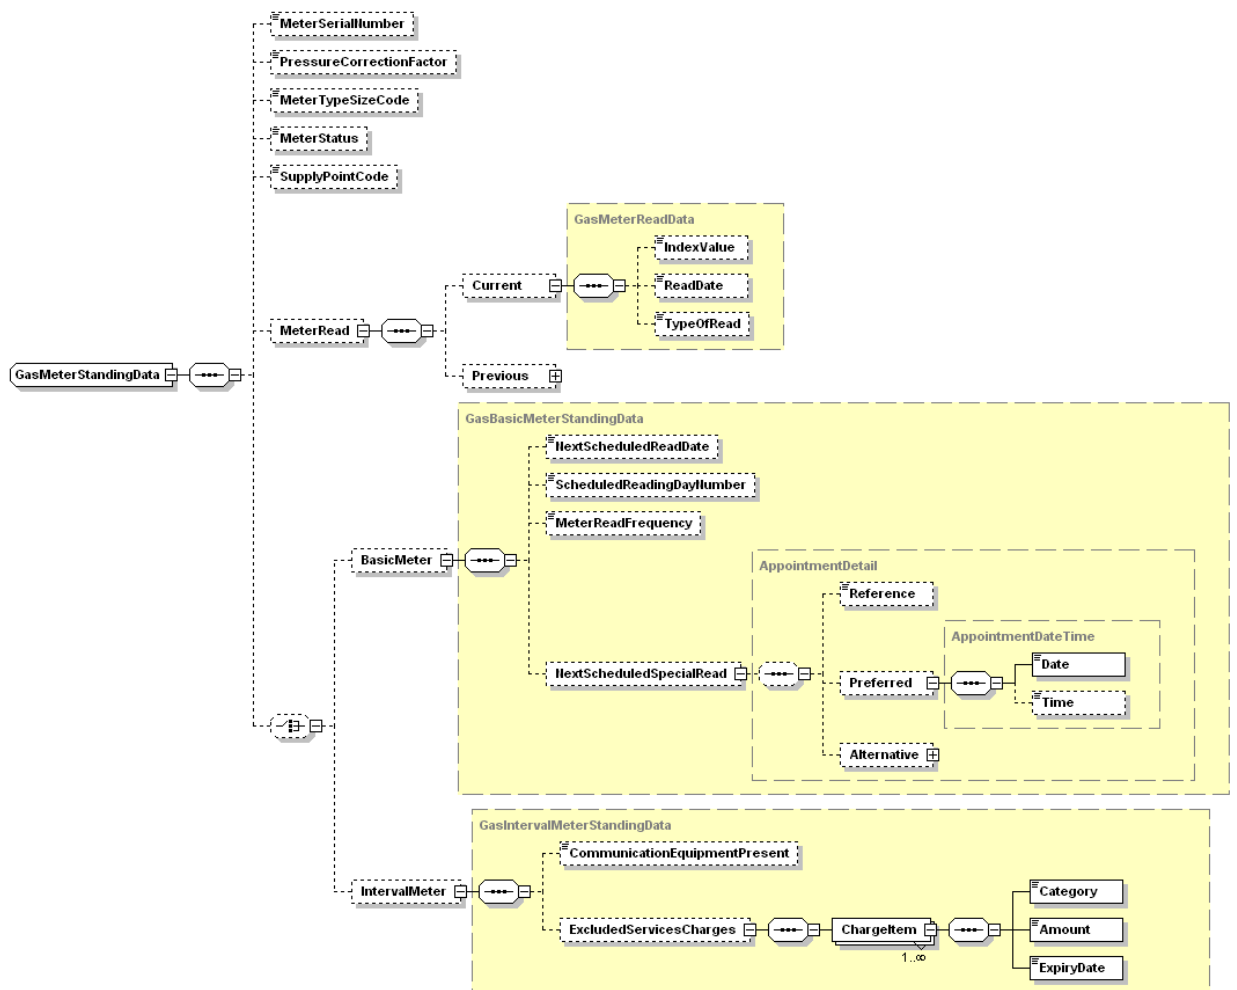 MeterSerialNumber
PressureCorrectionFactor
MeterTypeSizeCode
MeterStatus
SupplyPointCode
GasMeterReadData
IndexValue
Current
ReadDate
TypeOfRead
MeterRead
Previous
GasMeterStandingData
GasBasicMeterStandingData
NextScheduledReadDate
ScheduledReadingDayNumber
MeterReadFrequency
BasicMeter
AppointmentDetail
Reference
AppointmentDateTime
Date
NextScheduledSpecialRead
Preferred
Time
Alternative
GasIntervalMeterStandingData
CommunicationEquipmentPresent
IntervalMeter
Category
ExcludedServicesCharges
ChargeItem
Amount
1..∞
ExpiryDate